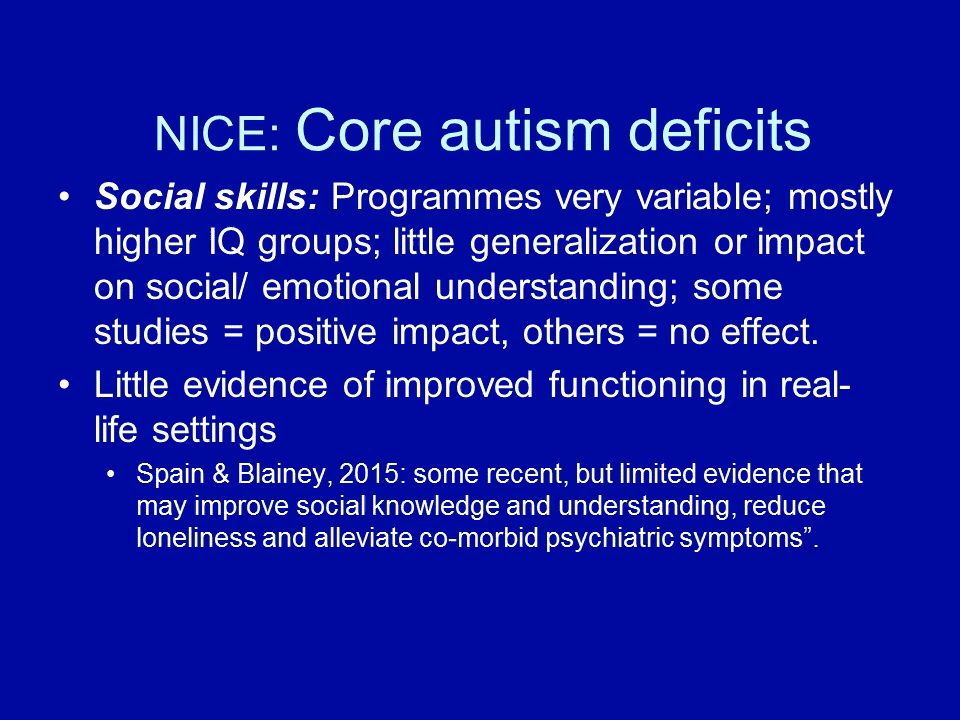 NICE: Core autism deficits
• Social skills: Programmes very variable; mostly
higher IQ groups; little generalization or impact
on social/ emotional understanding; some
studies = positive impact, others = no effect.
• Little evidence of improved functioning in real-
life settings
• Spain & Blainey, 2015: some recent, but limited evidence that
may improve social knowledge and understanding, reduce
loneliness and alleviate co-morbid psychiatric symptoms”.